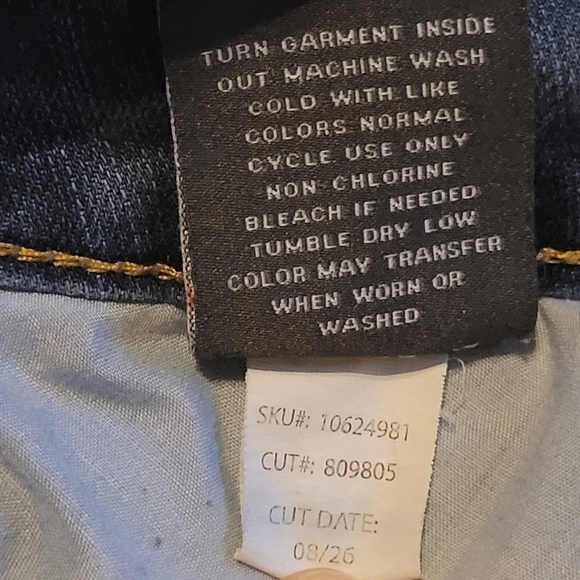 TURN GARMENT INSIDE
OUT MACHINE WASH
COLD WITH LIKE
COLORS NORMAL
CYCLE USE ONLY
NON-CHLORINE
BLEACH IF NEEDED
TUMBLE DRY LOW
COLOR MAY TRANSFER
WHEN WORN OR
WASHED
SKU#: 10624981
CUT#: 809805
CUT DATE:
08/26